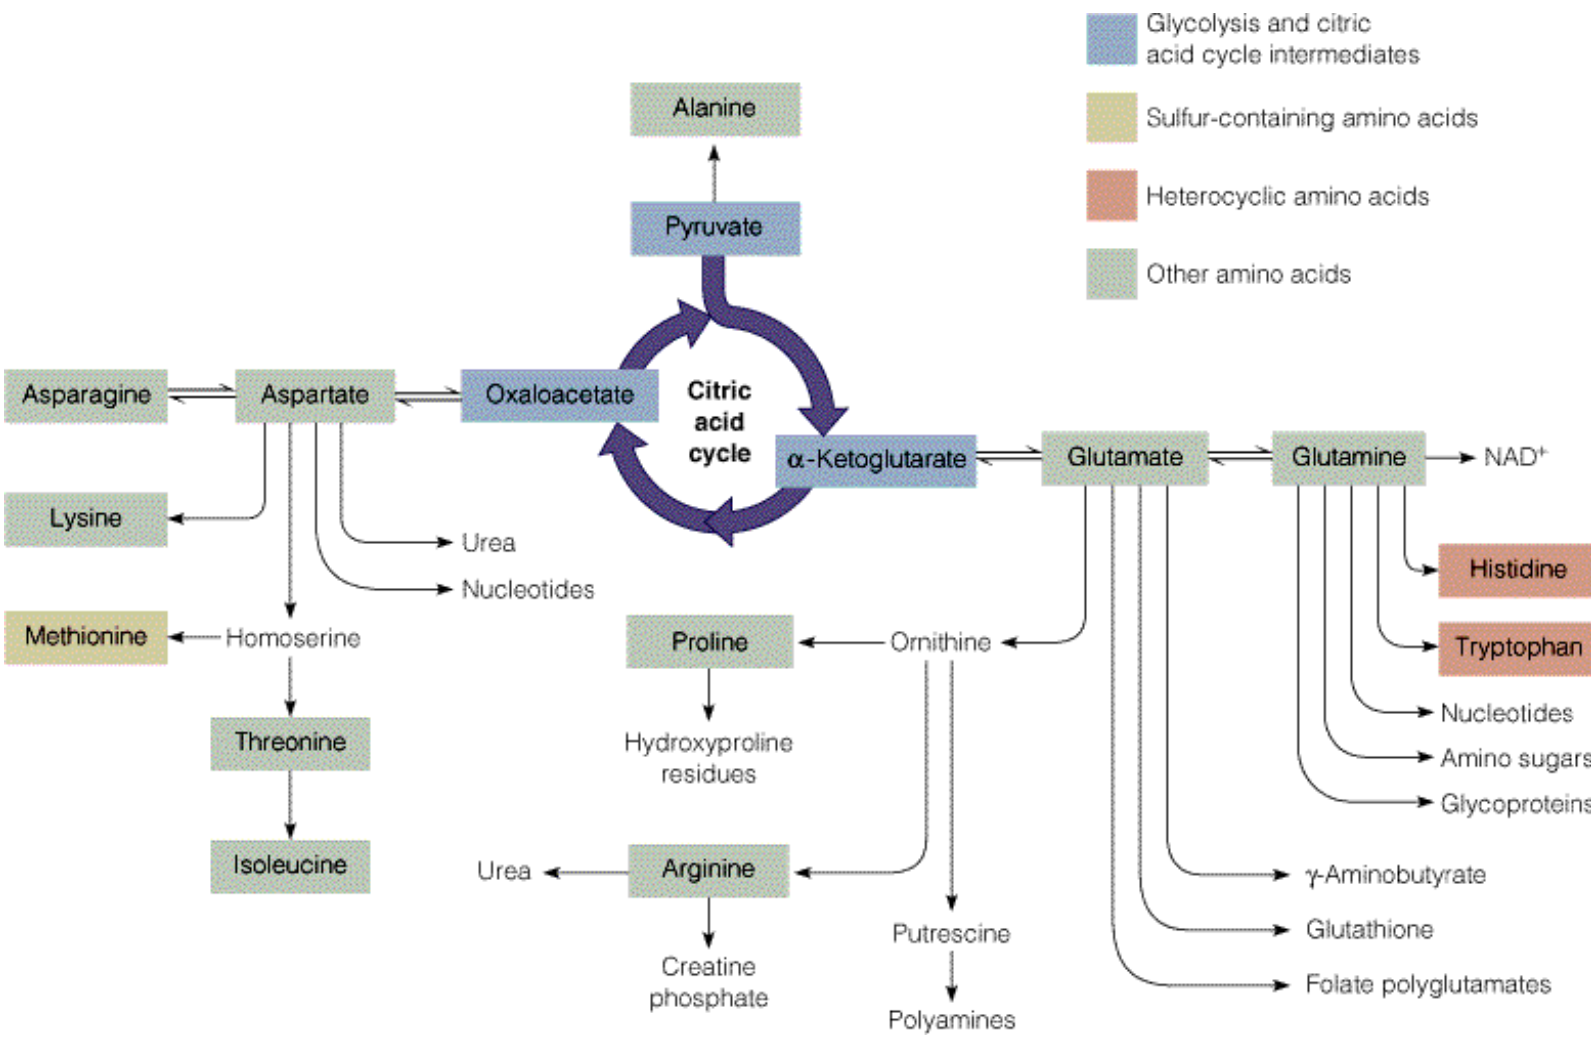 Glycolysis and citric
acid cycle intermediates
Sulfur-containing amino acids
Heterocyclic amino acids
Other amino acids
Alanine
Pyruvate
Citric
acid
cycle
Asparagine
Aspartate
Oxaloacetate
α-Ketoglutarate
Glutamate
Glutamine
NAD⁺
Lysine
Urea
Nucleotides
Methionine
Homoserine
Threonine
Isoleucine
Proline
Ornithine
Hydroxyproline
residues
Urea
Arginine
Creatine
phosphate
Putrescine
Polyamines
Histidine
Tryptophan
Nucleotides
Amino sugars
Glycoproteins
γ-Aminobutyrate
Glutathione
Folate polyglutamates